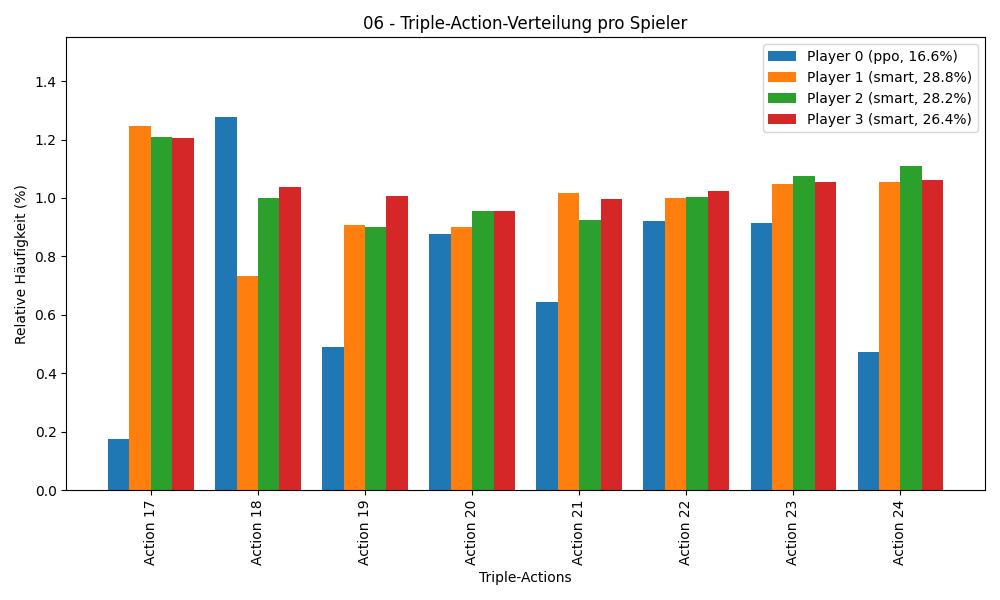 06 - Triple-Action-Verteilung pro Spieler
Player 0 (ppo, 16.6%)
Player 1 (smart, 28.8%)
Player 2 (smart, 28.2%)
Player 3 (smart, 26.4%)
Relative Häufigkeit (%)
1.4
1.2
1.0
0.8
0.6
0.4
0.2
0.0
Action 17
Action 18
Action 19
Action 20
Action 21
Action 22
Action 23
Action 24
Triple-Actions